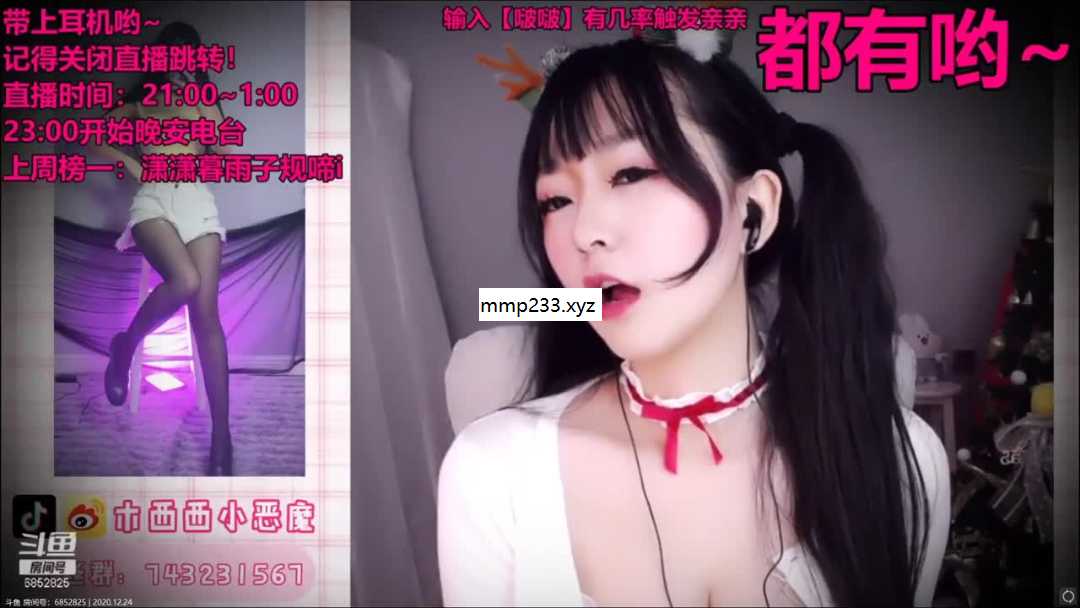 带上耳机哟~
记得关闭直播跳转!
直播时间：21:00~1:00
23:00开始晚安电台
上周榜一：潇潇暮雨子规啼i
输入【啵啵】有几率触发亲亲
都有哟~
mmp233.xyz
木西西小恶魔
斗鱼
房间号
6852825
群：743231567
斗鱼 房间号：6852825 | 2020.12.24